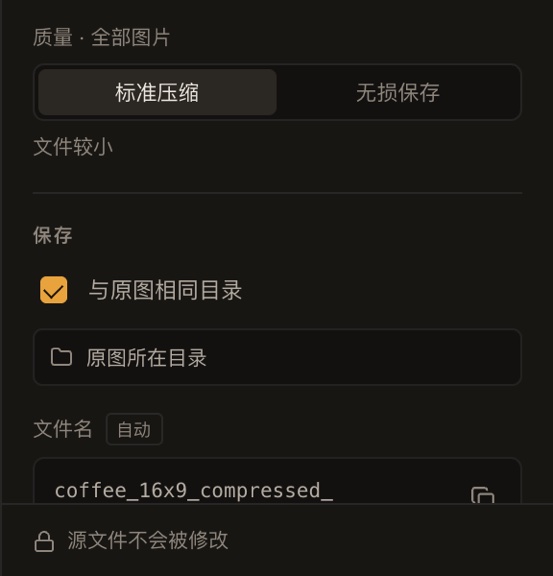 质量 · 全部图片
标准压缩 无损保存
文件较小
保存
与原图相同目录
原图所在目录
文件名 自动
coffee_16x9_compressed_
源文件不会被修改